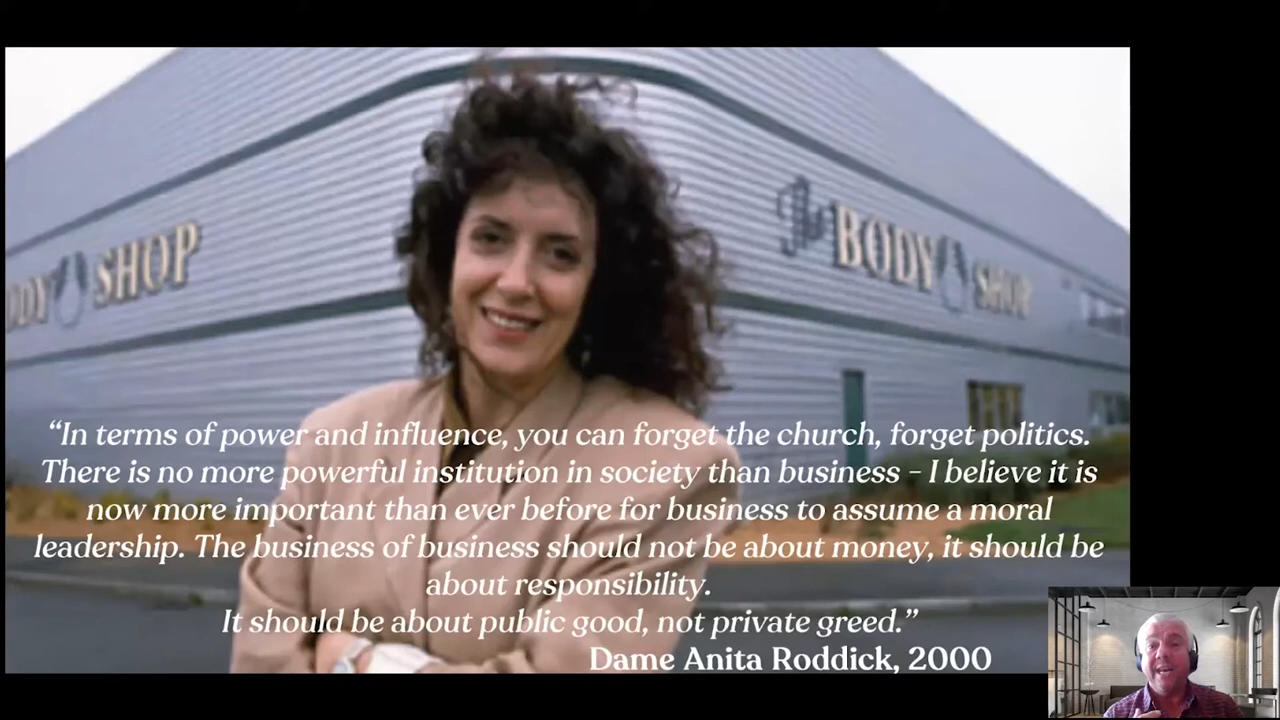 ODY SHOP
The BODY SHOP
“In terms of power and influence, you can forget the church, forget politics.
There is no more powerful institution in society than business – I believe it is
now more important than ever before for business to assume a moral
leadership. The business of business should not be about money, it should be
about responsibility.
It should be about public good, not private greed.”
Dame Anita Roddick, 2000